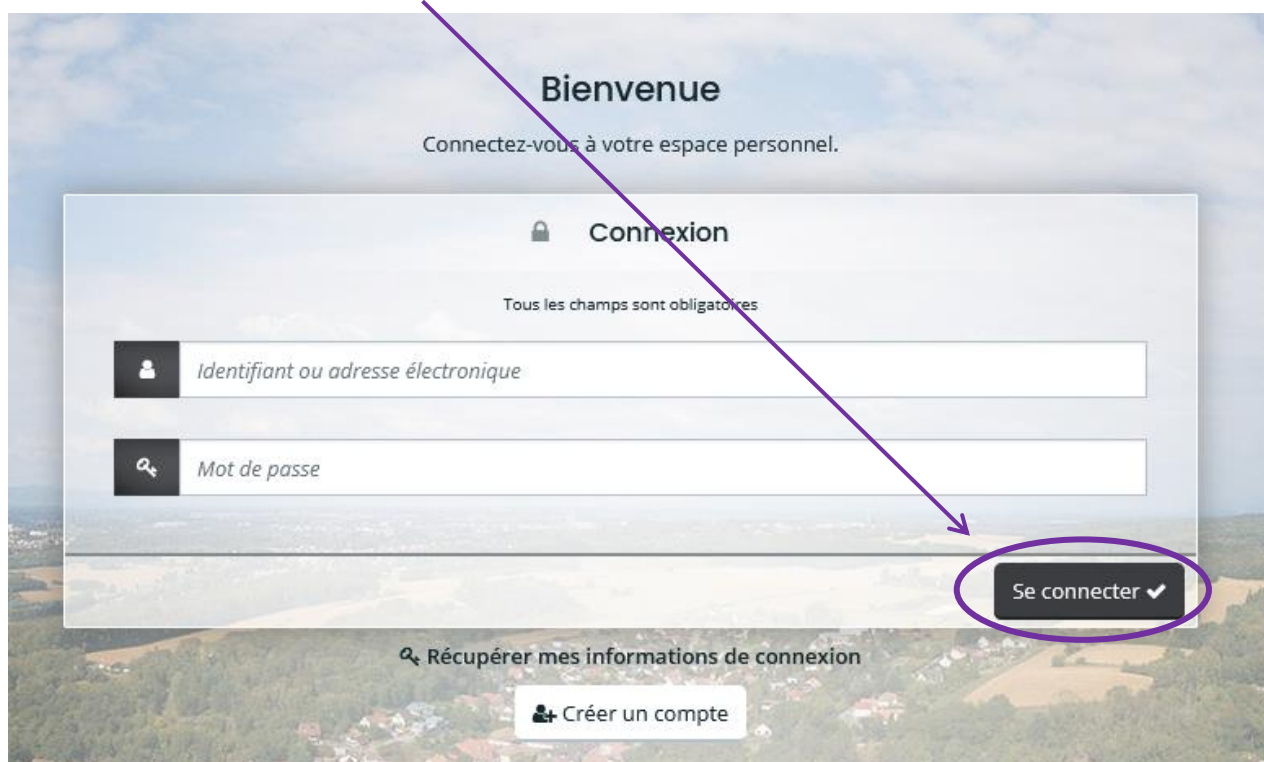 Bienvenue
Connectez-vous à votre espace personnel.
Connexion
Tous les champs sont obligatoires
Identifiant ou adresse électronique
Mot de passe
Se connecter
Récupérer mes informations de connexion
Créer un compte